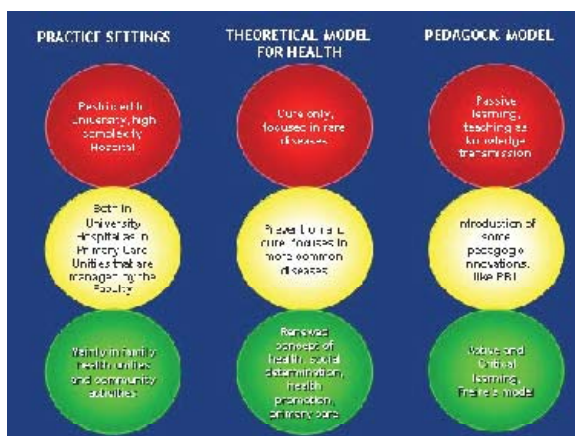 PRACTICE SETTINGS
THEORETICAL MODEL
FOR HEALTH
PEDAGOGIC MODEL
Restricted to
University, high
complexity
Hospital
Cure only,
focused in rare
diseases
Passive
learning,
teaching as
knowledge
transmission
Both in
University
Hospital as in
Primary Care
Unities that are
managed by the
Faculty
Prevention and
cure, focuses in
more common
diseases
Introduction of
some
pedagogic
innovations,
like PBL
Mainly in family
health unities
and community
activities
Renewed
concept of
health, social
determination,
health
promotion,
primary care
Active and
Critical
learning,
Freire's model